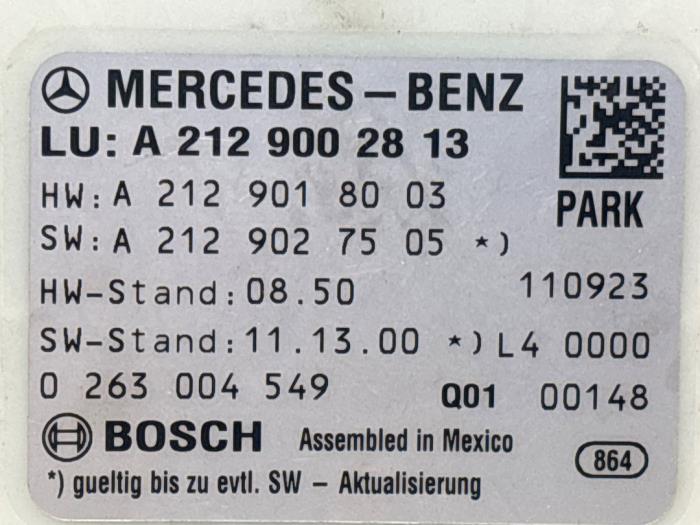 MERCEDES – BENZ
LU: A 212 900 28 13
HW: A 212 901 80 03
PARK
SW: A 212 902 75 05 *)
HW-Stand: 08.50 110923
SW-Stand: 11.13.00 *) L4 0000
0 263 004 549 Q01 00148
BOSCH Assembled in Mexico 864
*) gueltig bis zu evtl. SW – Aktualisierung